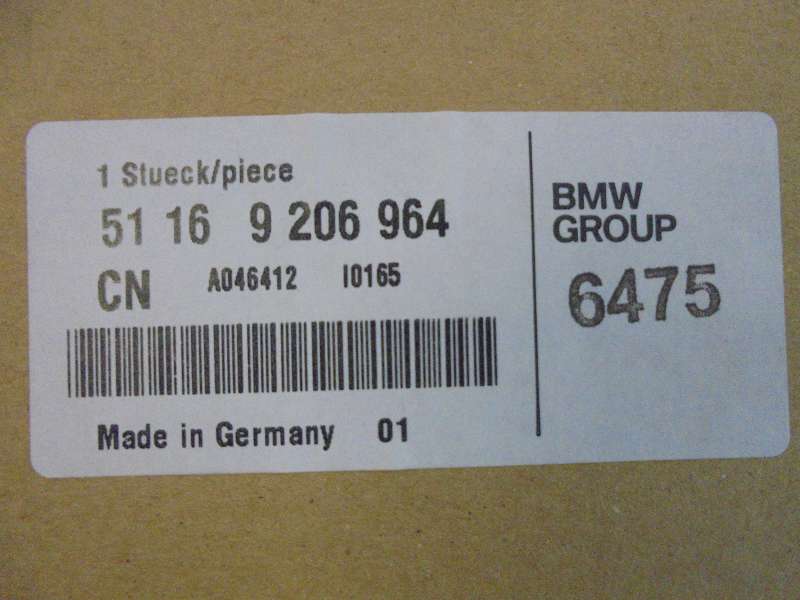 1 Stueck/piece
51 16 9 206 964
CN A046412 I0165
Made in Germany 01
BMW
GROUP
6475